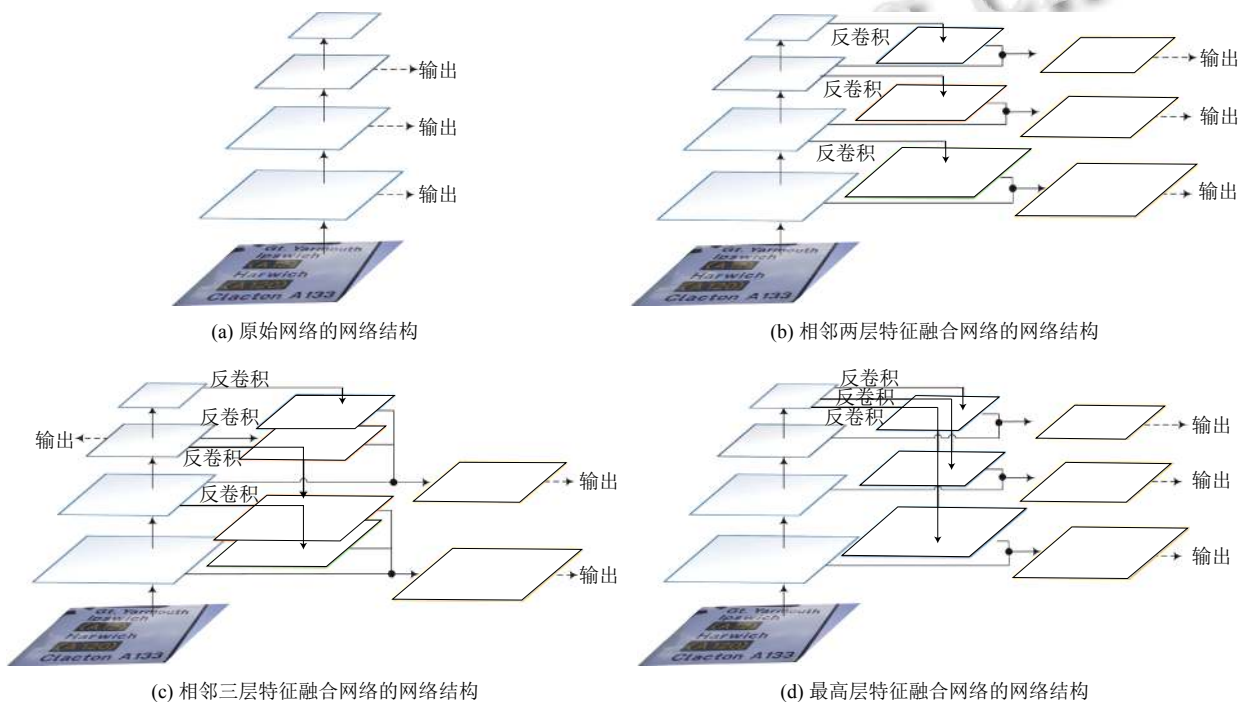 输出
输出
输出
Gt. Yarmouth
Ipswich
Harwich
(A 120)
Clacton A133
(a) 原始网络的网络结构
反卷积
输出
反卷积
输出
反卷积
输出
Gt. Yarmouth
Ipswich
Harwich
(A 120)
Clacton A133
(b) 相邻两层特征融合网络的网络结构
反卷积
输出
反卷积
反卷积
输出
反卷积
输出
Gt. Yarmouth
Ipswich
Harwich
(A 120)
Clacton A133
(c) 相邻三层特征融合网络的网络结构
反卷积
反卷积
反卷积
输出
输出
输出
Gt. Yarmouth
Ipswich
Harwich
(A 120)
Clacton A133
(d) 最高层特征融合网络的网络结构